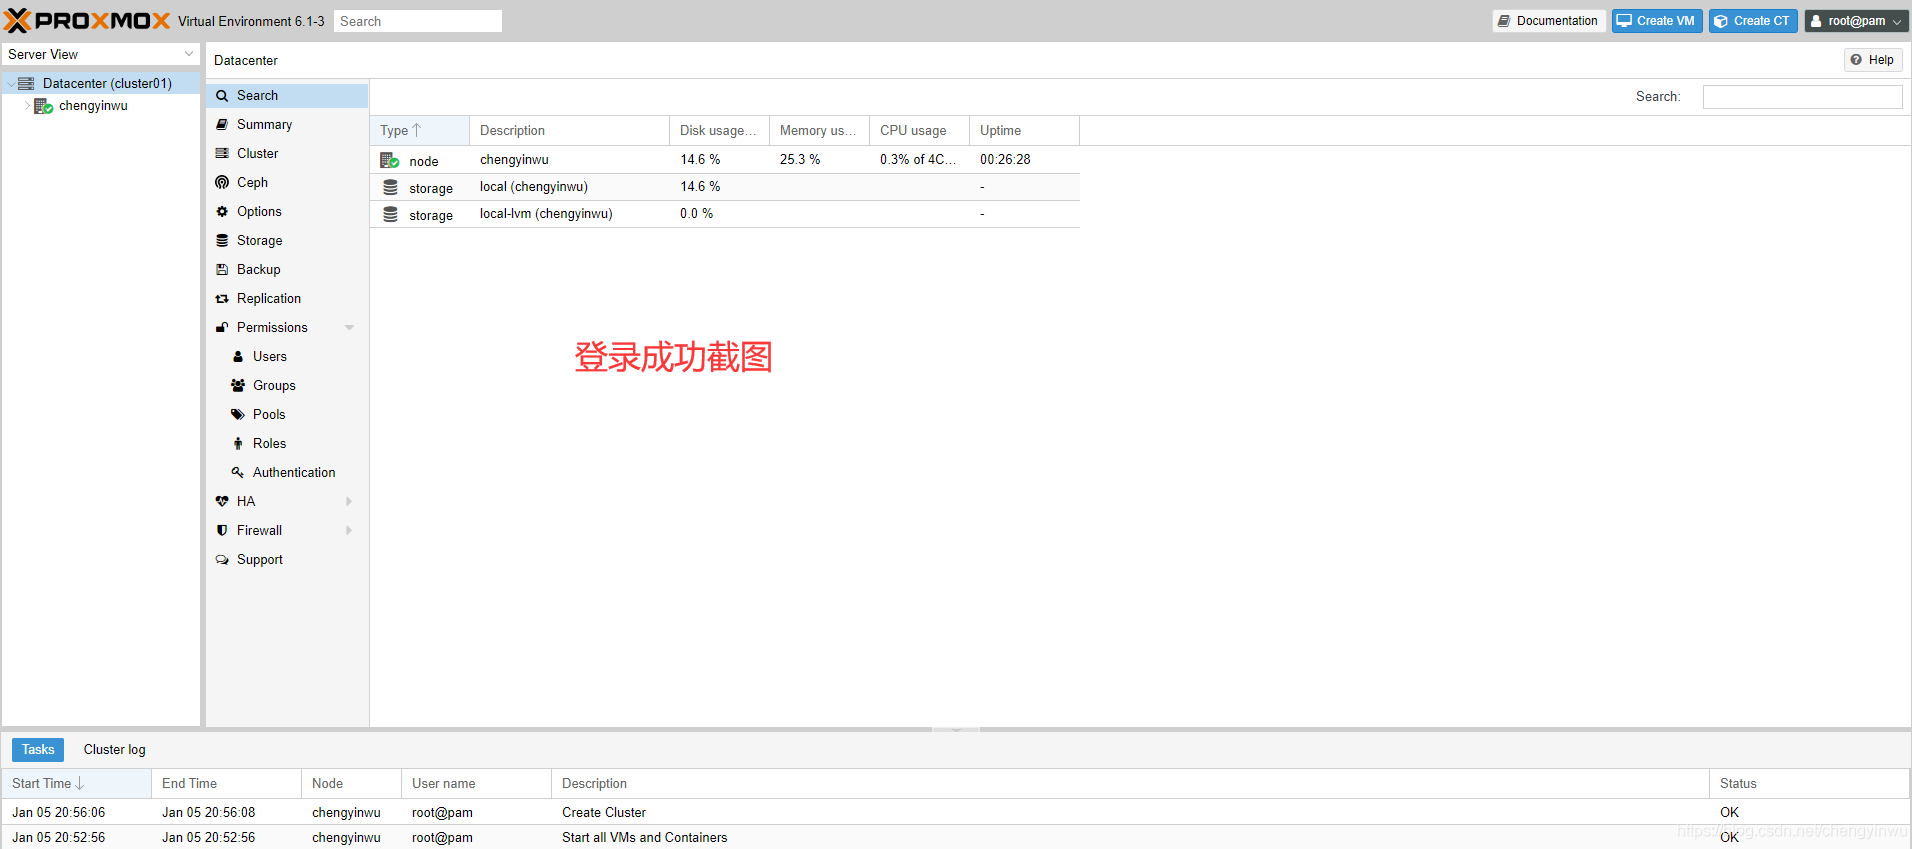 PROXMOX Virtual Environment 6.1-3 Search Documentation Create VM Create CT root@pam
Server View
Datacenter (cluster01)
chengyinwu
Datacenter Help
Search
Summary
Cluster
Ceph
Options
Storage
Backup
Replication
Permissions
Users
Groups
Pools
Roles
Authentication
HA
Firewall
Support
Search:
Type Description Disk usage... Memory us... CPU usage Uptime
node chengyinwu 14.6 % 25.3 % 0.3% of 4C... 00:26:28
storage local (chengyinwu) 14.6 % -
storage local-lvm (chengyinwu) 0.0 % -
登录成功截图
Tasks Cluster log
Start Time End Time Node User name Description Status
Jan 05 20:56:06 Jan 05 20:56:08 chengyinwu root@pam Create Cluster OK
Jan 05 20:52:56 Jan 05 20:52:56 chengyinwu root@pam Start all VMs and Containers OK
https://blog.csdn.net/chengyinwu